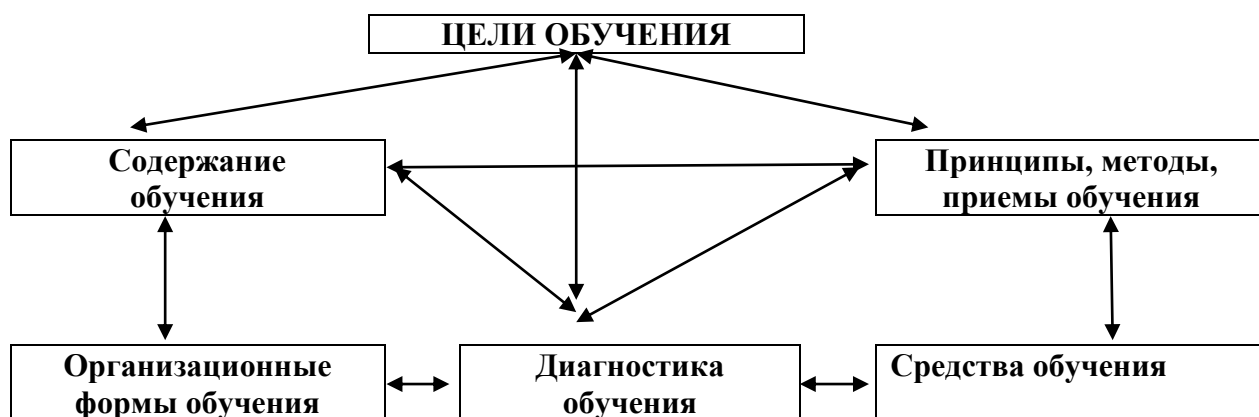 ЦЕЛИ ОБУЧЕНИЯ
Содержание
обучения
Принципы, методы,
приемы обучения
Организационные
формы обучения
Диагностика
обучения
Средства обучения